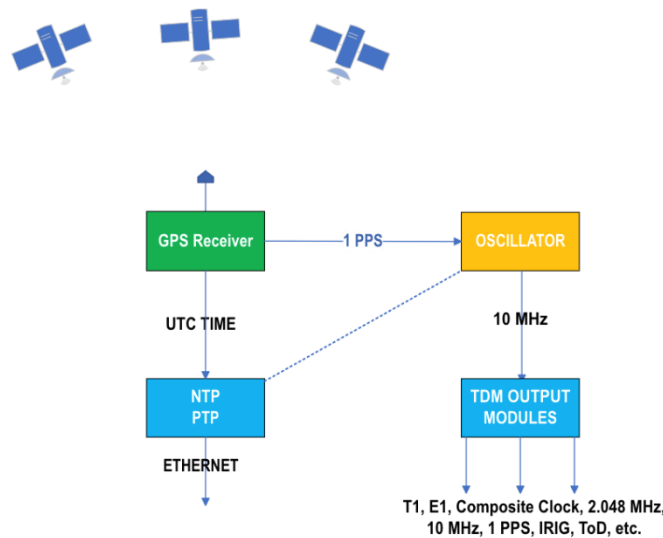 GPS Receiver
1 PPS
OSCILLATOR
UTC TIME
10 MHz
NTP
PTP
TDM OUTPUT
MODULES
ETHERNET
T1, E1, Composite Clock, 2.048 MHz,
10 MHz, 1 PPS, IRIG, ToD, etc.